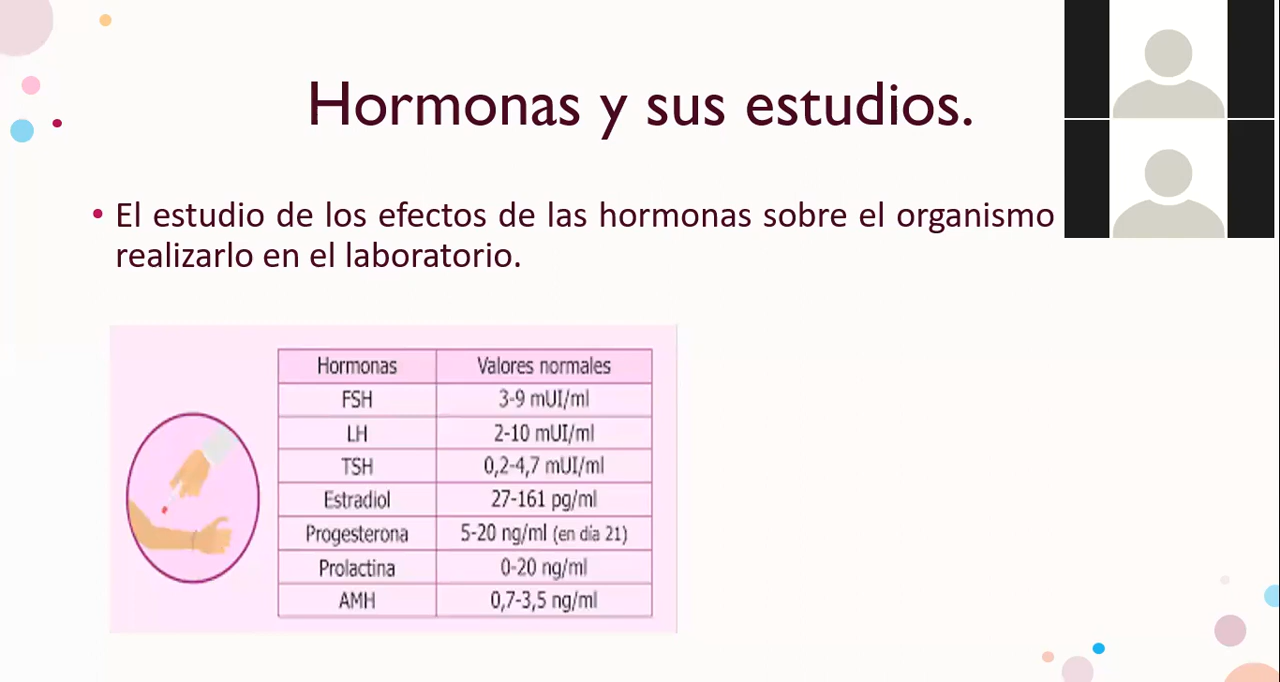 Hormonas y sus estudios.
• El estudio de los efectos de las hormonas sobre el organismo
realizarlo en el laboratorio.
Hormonas Valores normales
FSH 3-9 mUI/ml
LH 2-10 mUI/ml
TSH 0,2-4,7 mUI/ml
Estradiol 27-161 pg/ml
Progesterona 5-20 ng/ml (en día 21)
Prolactina 0-20 ng/ml
AMH 0,7-3,5 ng/ml